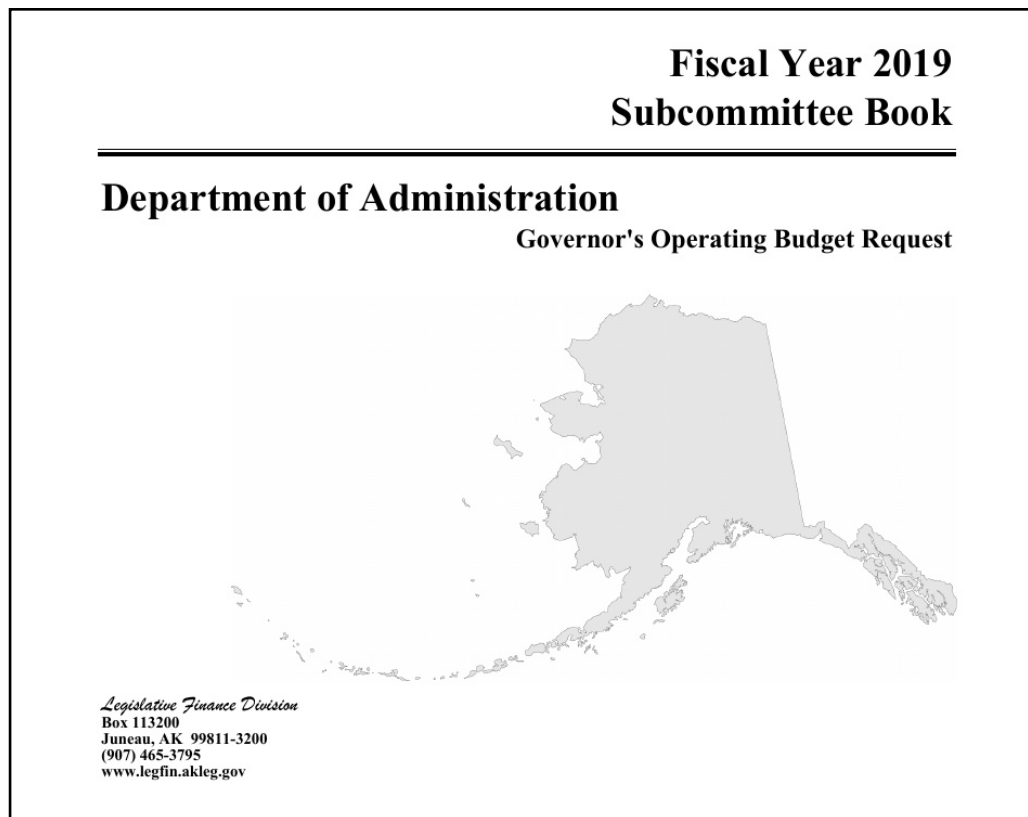 Fiscal Year 2019
Subcommittee Book
Department of Administration
Governor's Operating Budget Request
Legislative Finance Division
Box 113200
Juneau, AK  99811-3200
(907) 465-3795
www.legfin.akleg.gov